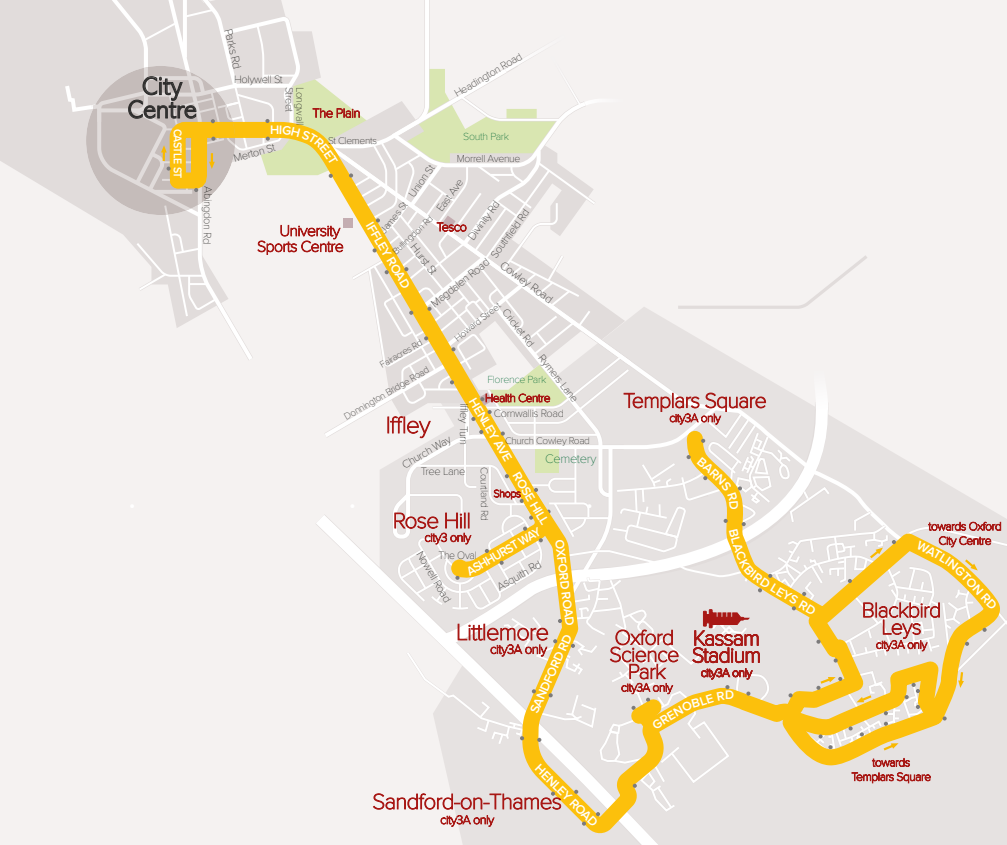 Parks Rd
Holywell St
Headington Road
City
Centre
Longwall
Street
The Plain
HIGH STREET
St Clements
South Park
CASTLE ST
Merton St
Morrell Avenue
Union St
East Ave
Abingdon Rd
James St
Bullingdon Rd
Divinity Rd
Southfield Rd
Tesco
University
Sports Centre
IFFLEY ROAD
Hurst St
Magdalen Road
Cowley Road
Howard Street
Cricket Rd
Fairacres Rd
Rymers Lane
Donnington Bridge Road
Florence Park
Health Centre
Templars Square
city3A only
Iffley
Iffley Turn
HENLEY AVE
Cornwallis Road
Church Cowley Road
Church Way
Cemetery
Tree Lane
Courtland Rd
BARNS RD
ROSE HILL
Shops
Rose Hill
city3 only
towards Oxford
City Centre
The Oval
ASHHURST WAY
OXFORD ROAD
BLACKBIRD LEYS RD
WATLINGTON RD
Nowell Road
Asquith Rd
Blackbird
Leys
city3A only
Littlemore
city3A only
Oxford
Science
Park
city3A only
Kassam
Stadium
city3A only
SANDFORD RD
GRENOBLE RD
towards
Templars Square
HENLEY ROAD
Sandford-on-Thames
city3A only